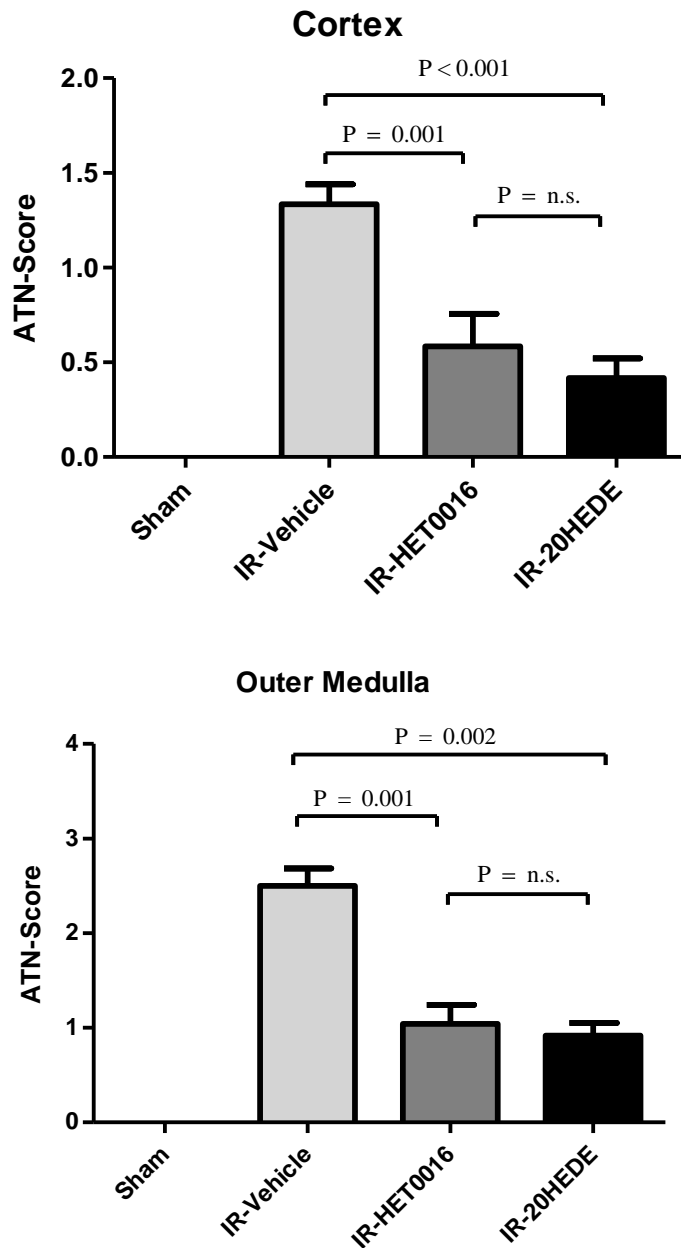 Cortex
P < 0.001
P = 0.001
P = n.s.
ATN-Score
2.0
1.5
1.0
0.5
0.0
Sham
IR-Vehicle
IR-HET0016
IR-20HEDE
Outer Medulla
P = 0.002
P = 0.001
P = n.s.
ATN-Score
4
3
2
1
0
Sham
IR-Vehicle
IR-HET0016
IR-20HEDE